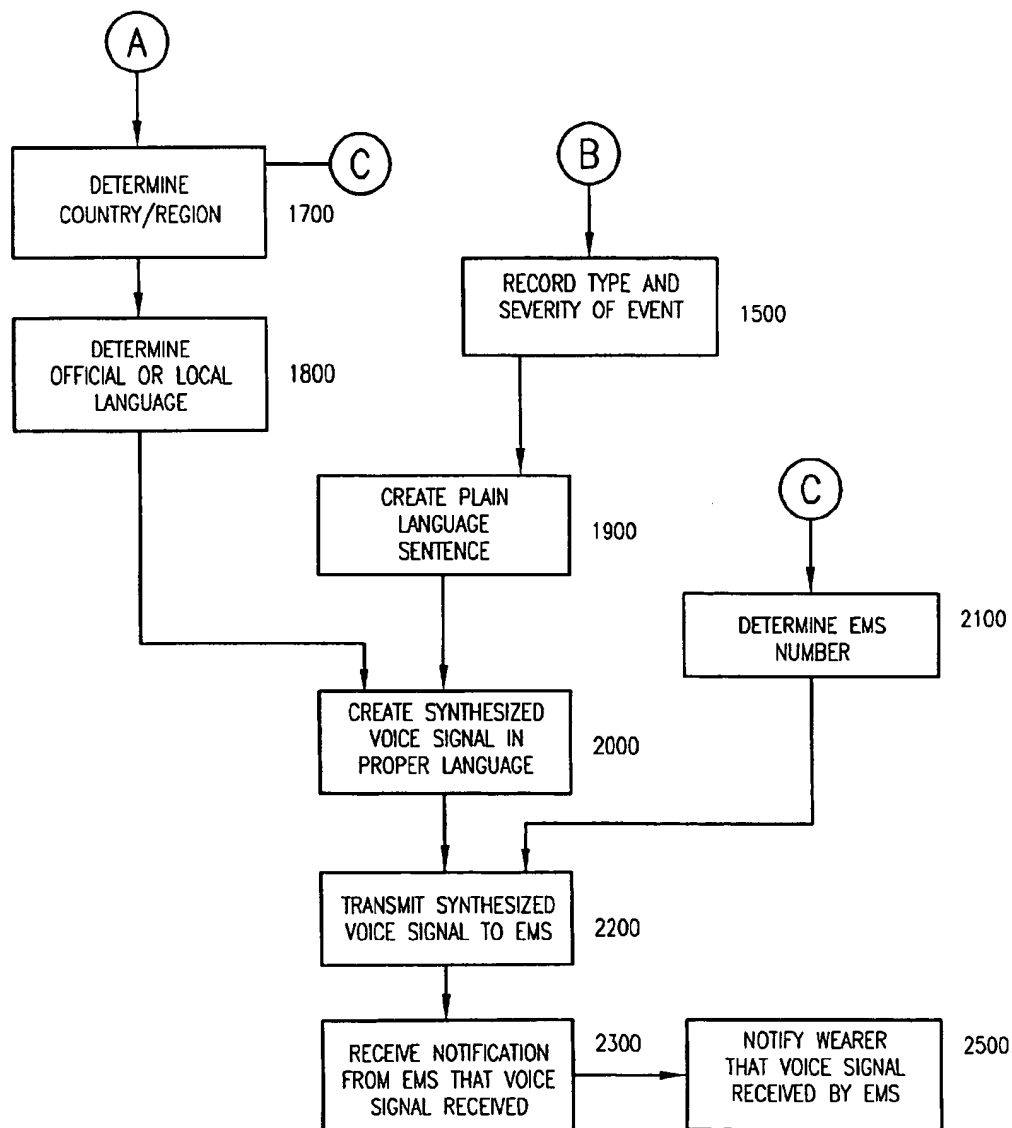 A
DETERMINE
COUNTRY/REGION
1700
C
B
RECORD TYPE AND
SEVERITY OF EVENT
1500
DETERMINE
OFFICIAL OR LOCAL
LANGUAGE
1800
CREATE PLAIN
LANGUAGE
SENTENCE
1900
C
DETERMINE EMS
NUMBER
2100
CREATE SYNTHESIZED
VOICE SIGNAL IN
PROPER LANGUAGE
2000
TRANSMIT SYNTHESIZED
VOICE SIGNAL TO EMS
2200
RECEIVE NOTIFICATION
FROM EMS THAT VOICE
SIGNAL RECEIVED
2300
NOTIFY WEARER
THAT VOICE SIGNAL
RECEIVED BY EMS
2500